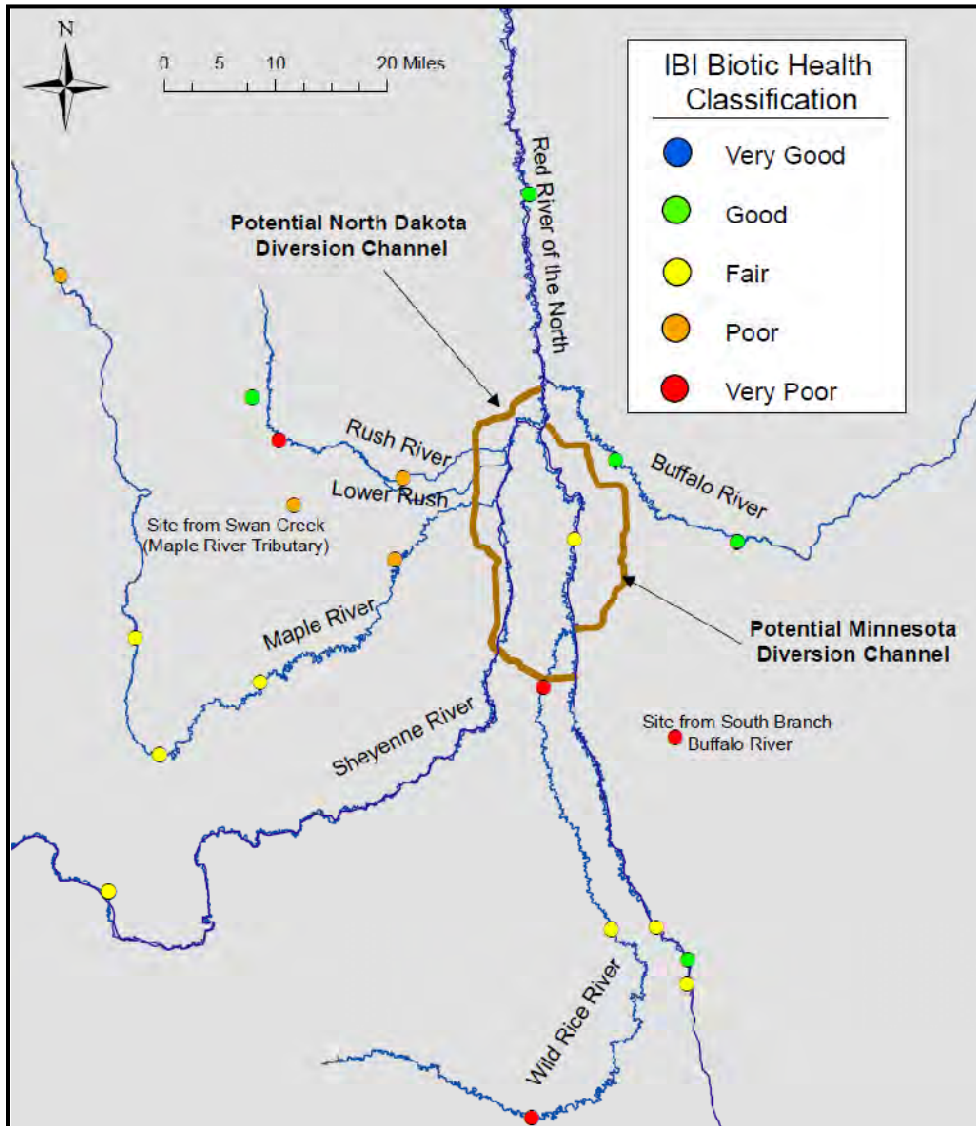 N
0 5 10 20 Miles
IBI Biotic Health
Classification
Very Good
Good
Fair
Poor
Very Poor
Red River of the North
Potential North Dakota
Diversion Channel
Rush River
Lower Rush
Buffalo River
Site from Swan Creek
(Maple River Tributary)
Maple River
Potential Minnesota
Diversion Channel
Sheyenne River
Site from South Branch
Buffalo River
Wild Rice River